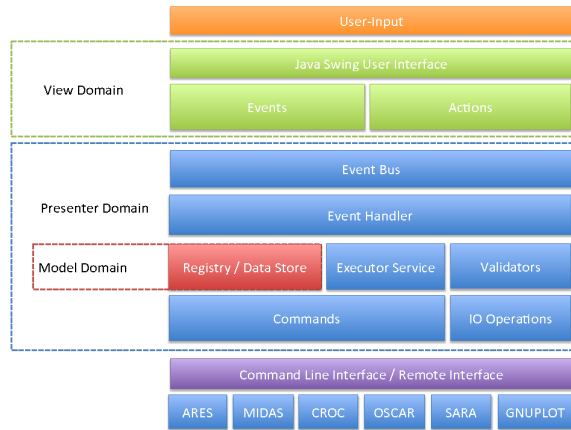 User-Input
Java Swing User Interface
View Domain
Events
Actions
Event Bus
Presenter Domain
Event Handler
Model Domain
Registry / Data Store
Executor Service
Validators
Commands
IO Operations
Command Line Interface / Remote Interface
ARES
MIDAS
CROC
OSCAR
SARA
GNUPLOT